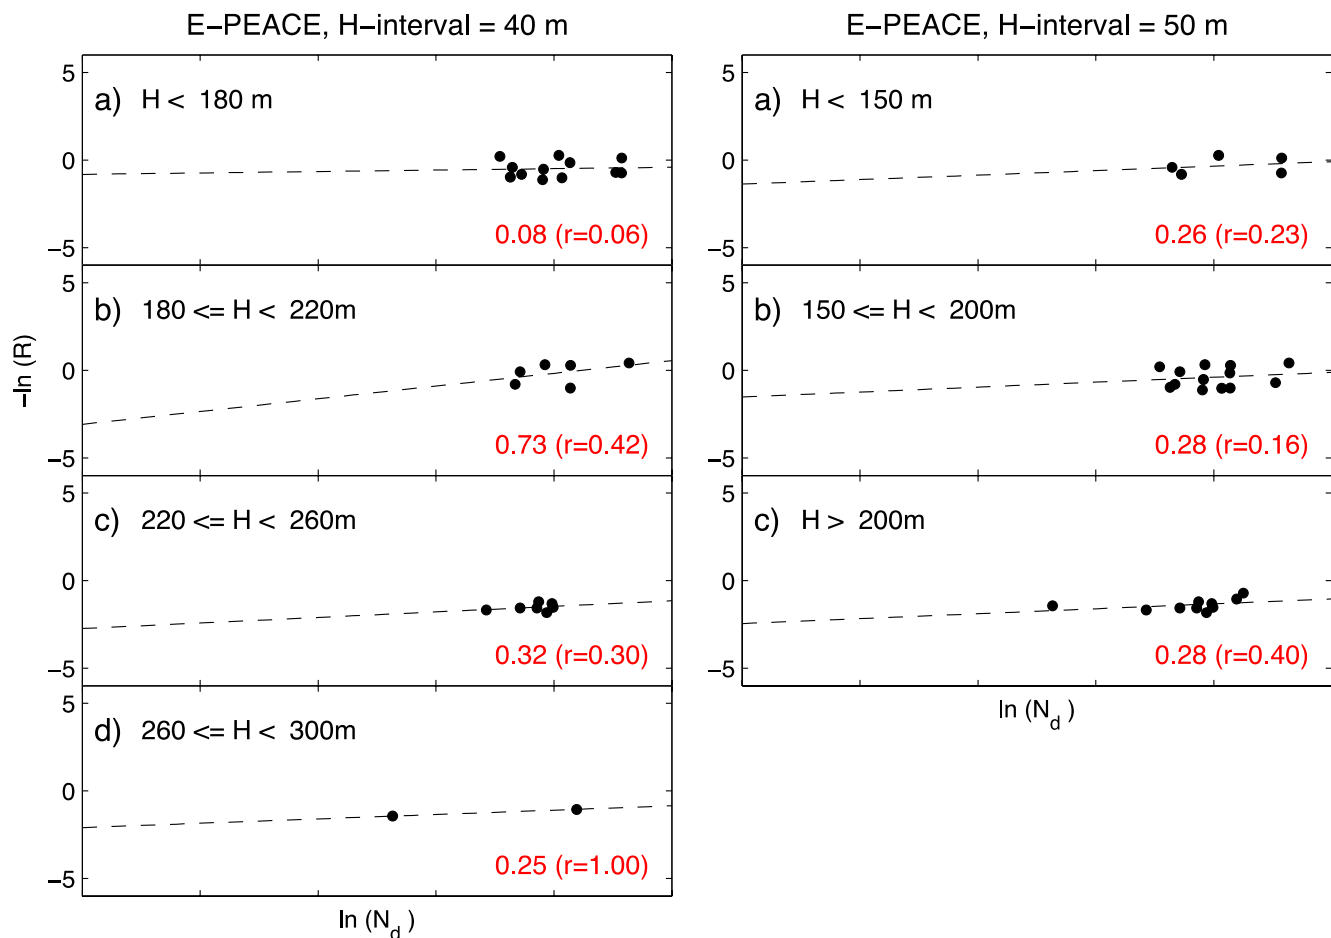 E−PEACE, H−interval = 40 m
5
a) H < 180 m
0
0.08 (r=0.06)
−5
5
b) 180 <= H < 220m
0
0.73 (r=0.42)
−5
5
c) 220 <= H < 260m
0
0.32 (r=0.30)
−5
5
d) 260 <= H < 300m
0
0.25 (r=1.00)
−5
−ln (R)
ln (N_d )
E−PEACE, H−interval = 50 m
5
a) H < 150 m
0
0.26 (r=0.23)
−5
5
b) 150 <= H < 200m
0
0.28 (r=0.16)
−5
5
c) H > 200m
0
0.28 (r=0.40)
−5
ln (N_d )